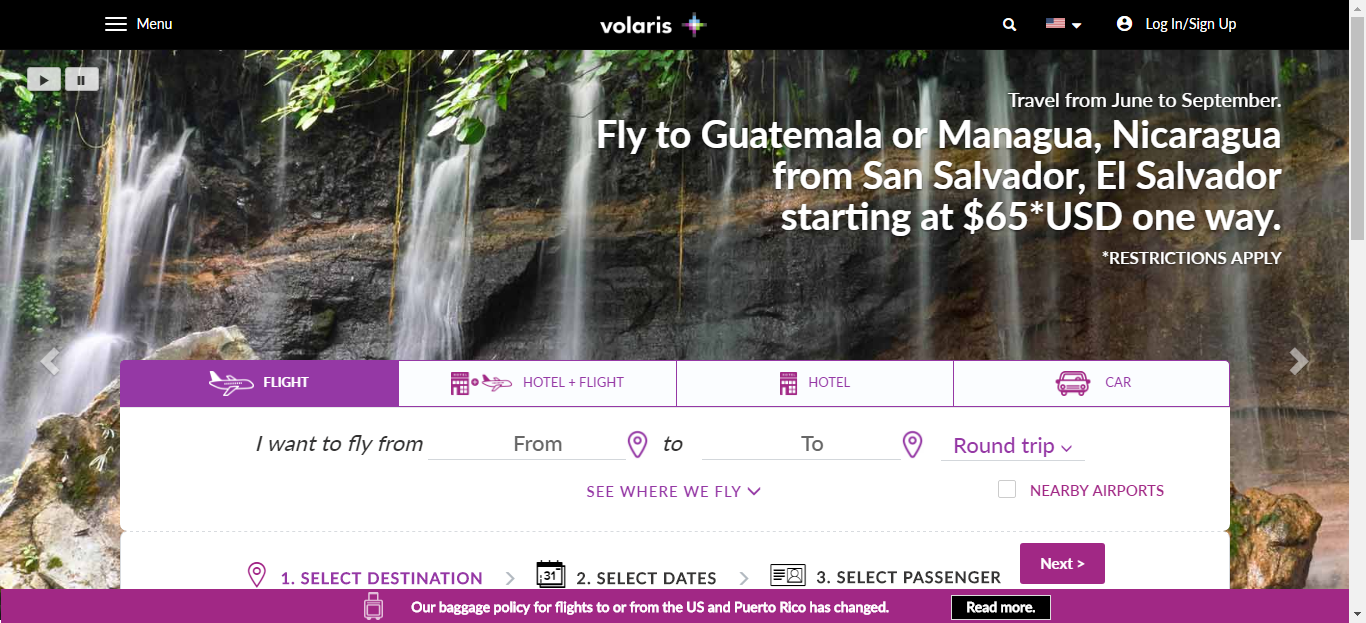 Menu
volaris
Log In/Sign Up
Travel from June to September.
Fly to Guatemala or Managua, Nicaragua
from San Salvador, El Salvador
starting at $65*USD one way.
*RESTRICTIONS APPLY
FLIGHT
HOTEL + FLIGHT
HOTEL
CAR
I want to fly from From to To Round trip
SEE WHERE WE FLY
NEARBY AIRPORTS
1. SELECT DESTINATION > 31 2. SELECT DATES > 3. SELECT PASSENGER
Next >
Our baggage policy for flights to or from the US and Puerto Rico has changed.
Read more.